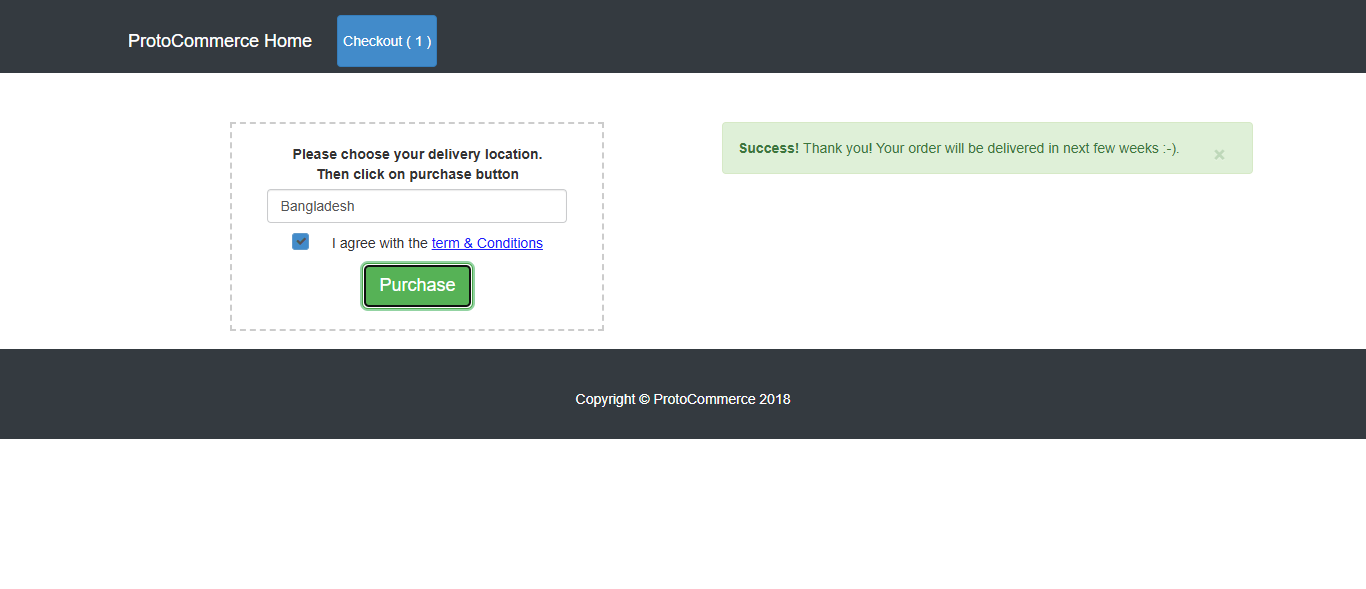 ProtoCommerce Home
Checkout ( 1 )
Please choose your delivery location.
Then click on purchase button
Bangladesh
I agree with the term & Conditions
Purchase
Success! Thank you! Your order will be delivered in next few weeks :-).
×
Copyright © ProtoCommerce 2018